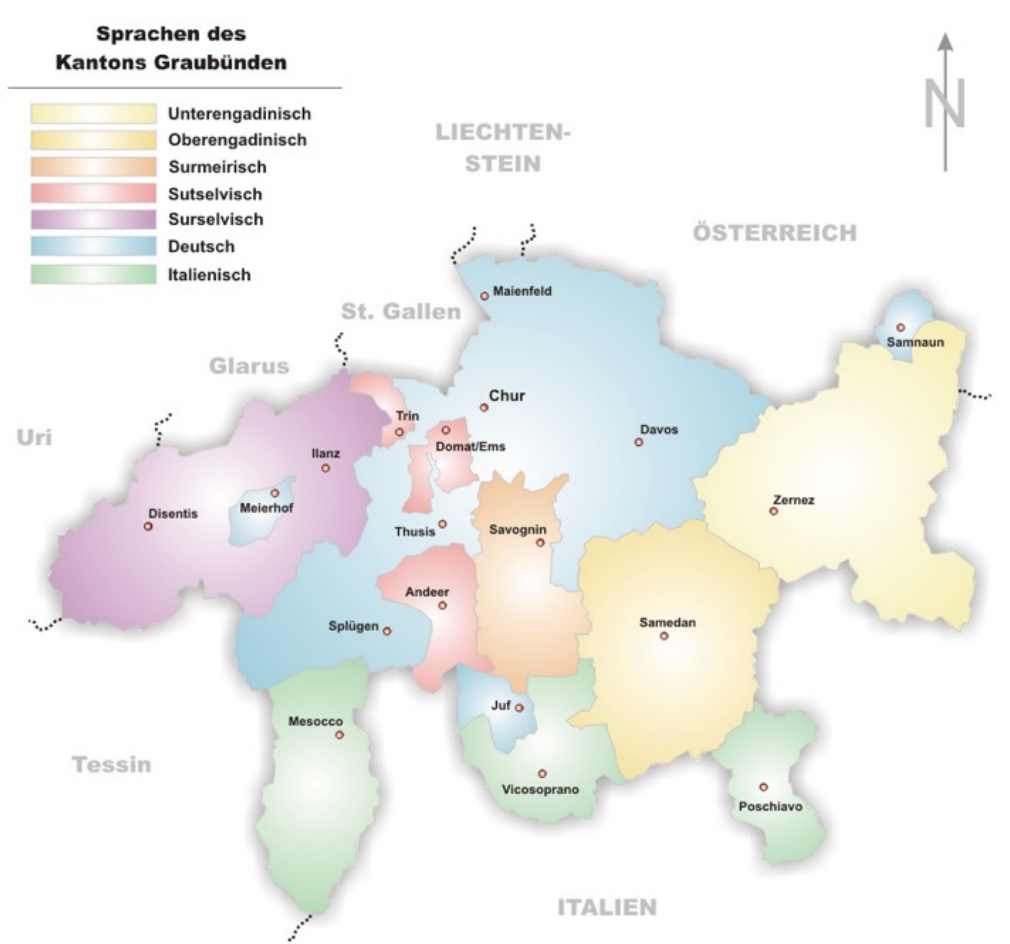 Sprachen des
Kantons Graubünden
Unterengadinisch
Oberengadinisch
Surmeirisch
Sutselvisch
Surselvisch
Deutsch
Italienisch
N
LIECHTEN-
STEIN
ÖSTERREICH
St. Gallen
Glarus
Uri
Tessin
ITALIEN
Maienfeld
Samnaun
Chur
Trin
Domat/Ems
Davos
Ilanz
Meierhof
Disentis
Zernez
Thusis
Savognin
Andeer
Splügen
Samedan
Juf
Mesocco
Vicosoprano
Poschiavo